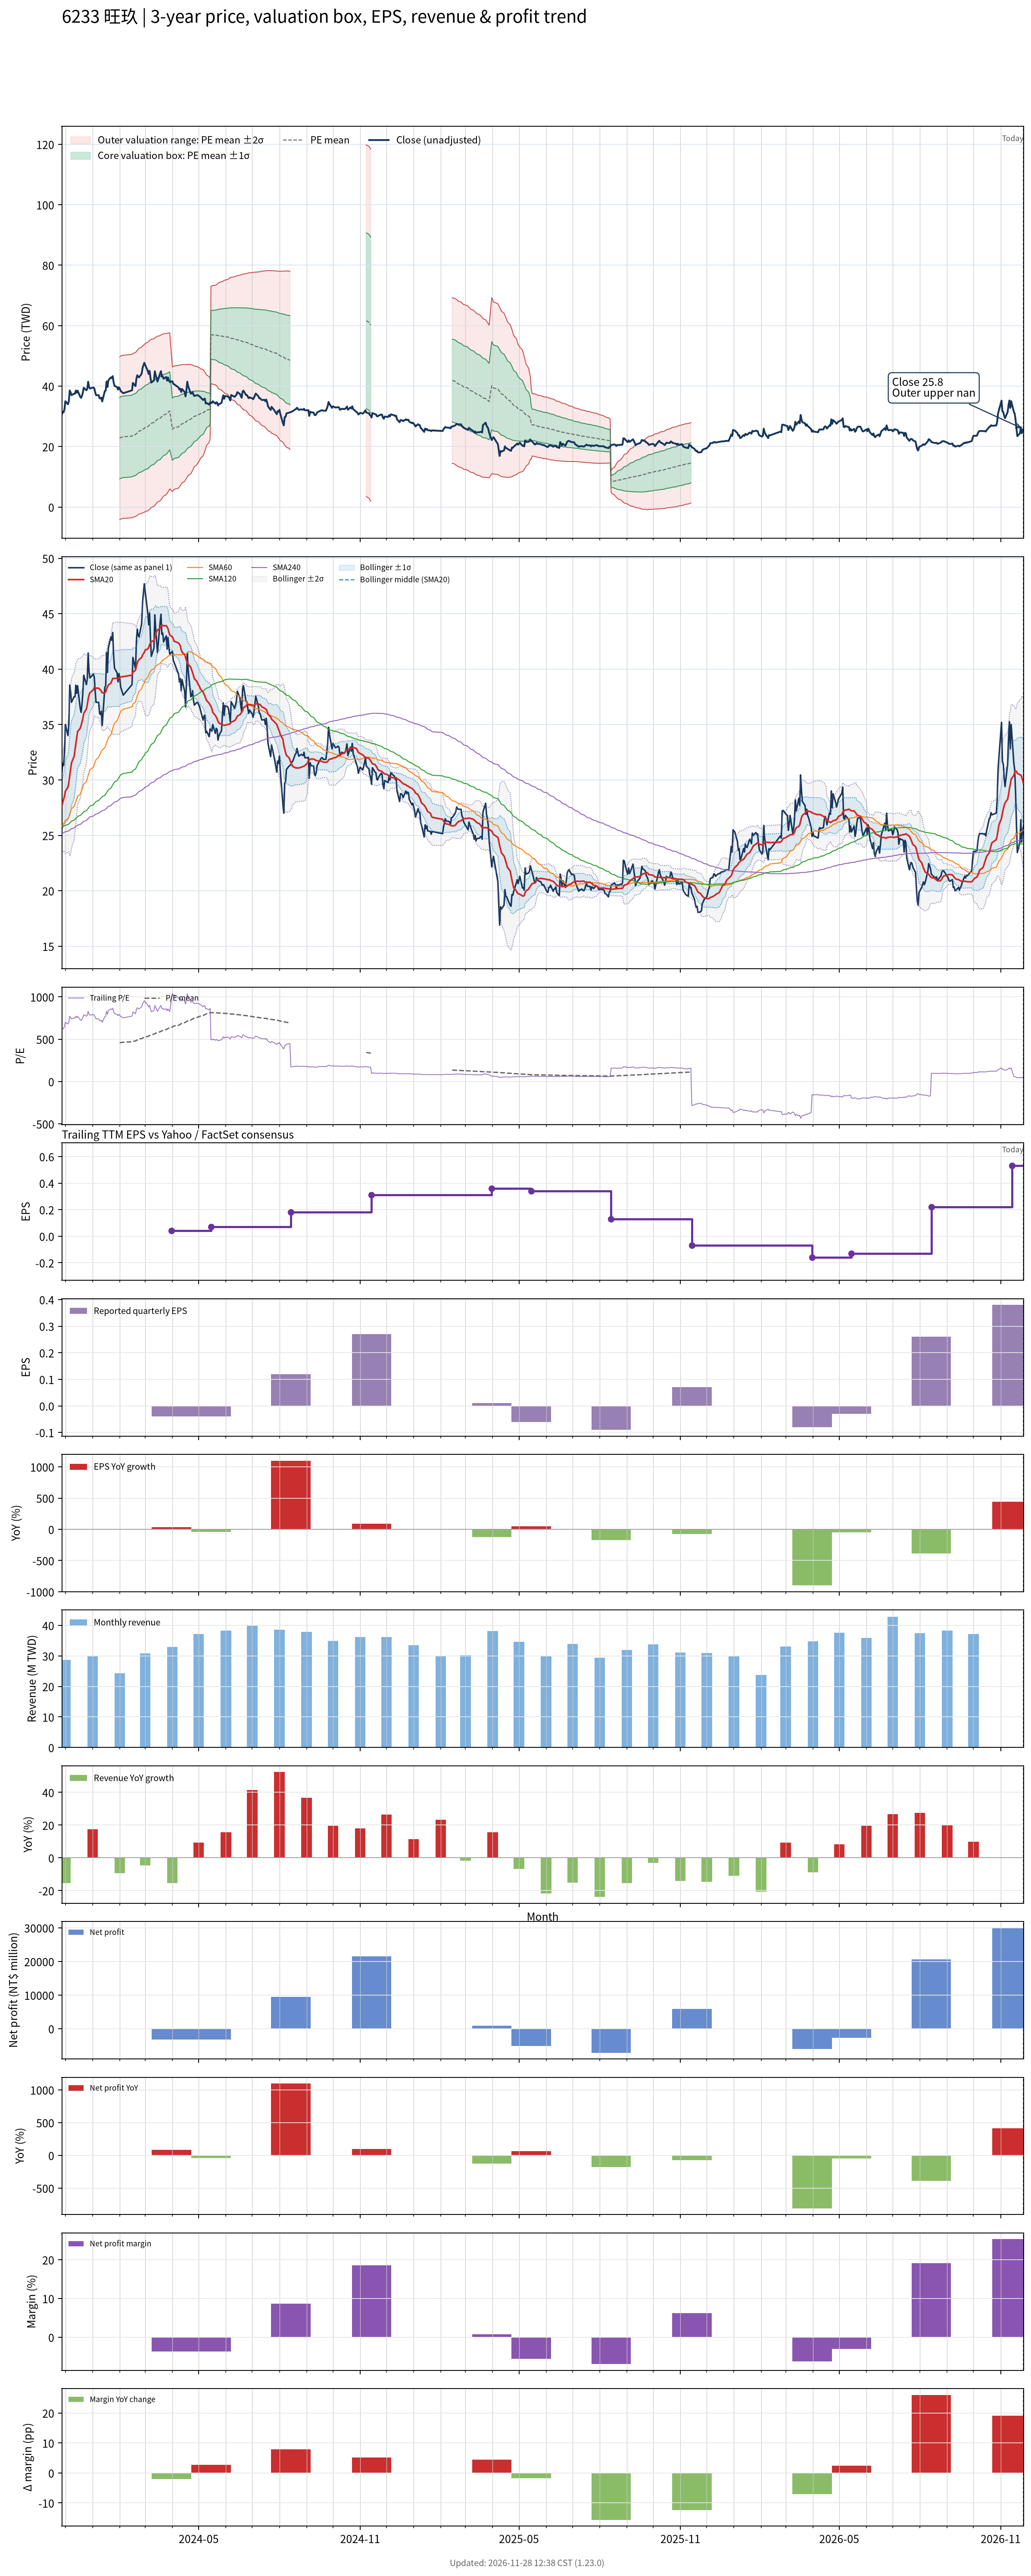 6233 旺玖 | 3-year price, valuation box, EPS, revenue & profit trend
Outer valuation range: PE mean ±2σ
PE mean
Close (unadjusted)
Core valuation box: PE mean ±1σ
Today
Close 25.8
Outer upper nan
Price (TWD)
120
100
80
60
40
20
0
Close (same as panel 1)
SMA20
SMA60
SMA120
SMA240
Bollinger ±2σ
Bollinger ±1σ
Bollinger middle (SMA20)
Price
50
45
40
35
30
25
20
15
Trailing P/E
P/E mean
P/E
1000
500
0
-500
Trailing TTM EPS vs Yahoo / FactSet consensus
Today
EPS
0.6
0.4
0.2
0.0
-0.2
Reported quarterly EPS
EPS
0.4
0.3
0.2
0.1
0.0
-0.1
EPS YoY growth
YoY (%)
1000
500
0
-500
-1000
Monthly revenue
Revenue (M TWD)
40
30
20
10
0
Revenue YoY growth
YoY (%)
40
20
0
-20
Month
Net profit
Net profit (NT$ million)
30000
20000
10000
0
Net profit YoY
YoY (%)
1000
500
0
-500
Net profit margin
Margin (%)
20
10
0
Margin YoY change
Δ margin (pp)
20
10
0
-10
2024-05
2024-11
2025-05
2025-11
2026-05
2026-11
Updated: 2026-11-28 12:38 CST (1.23.0)